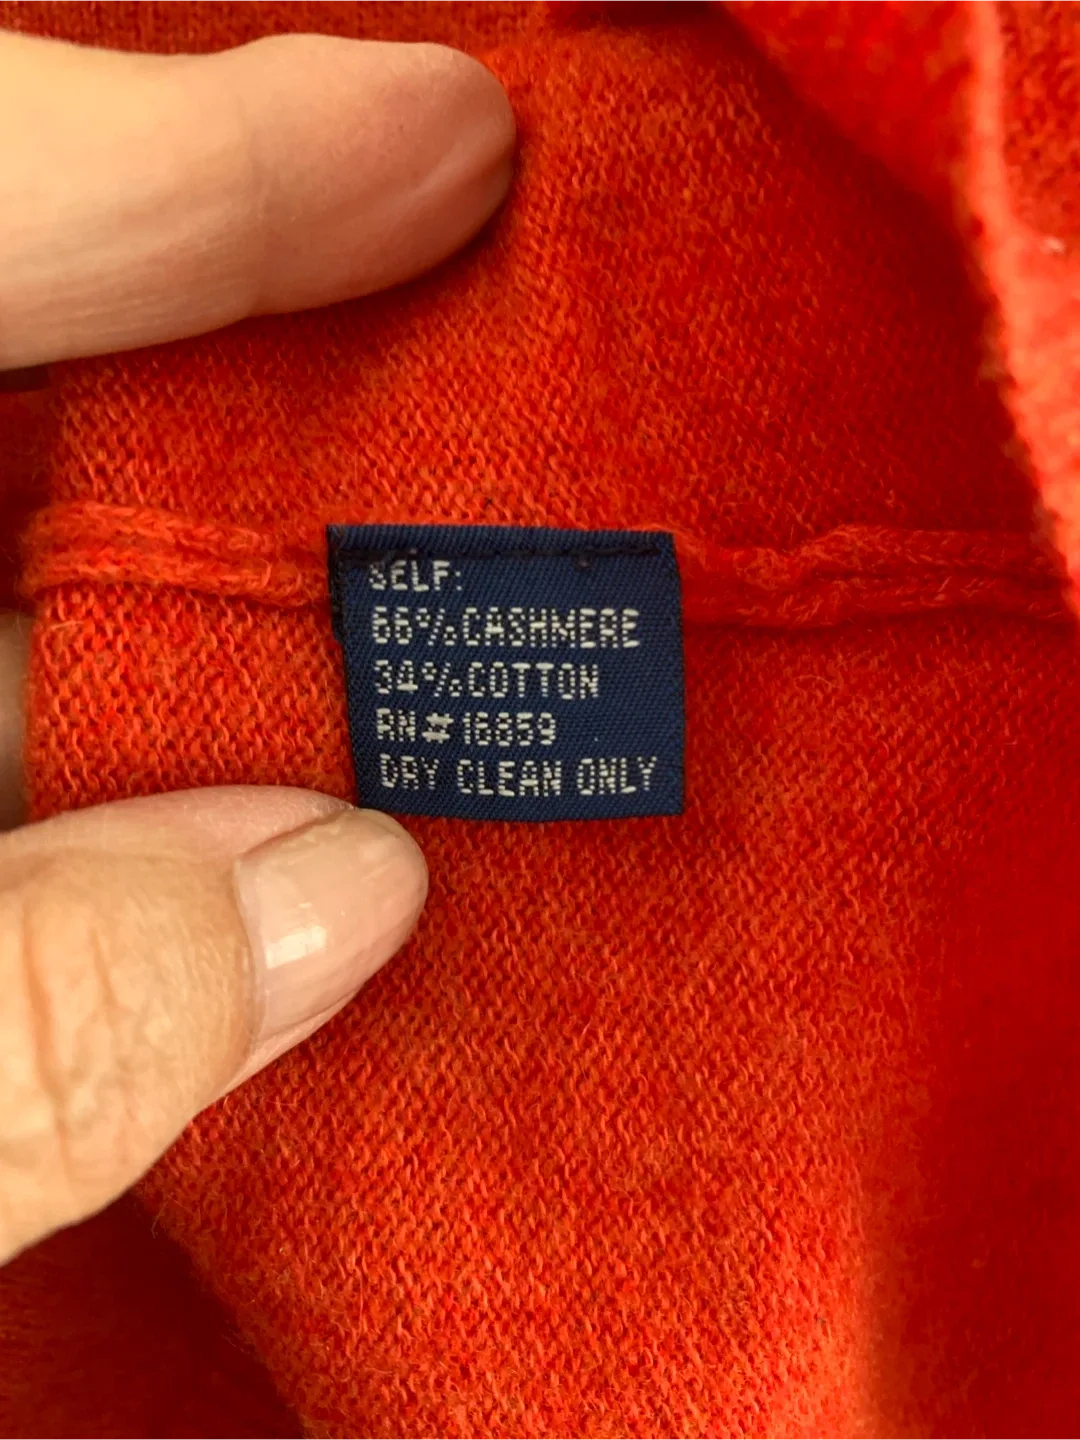 SELF:
66% CASHMERE
34% COTTON
RN # 16859
DRY CLEAN ONLY